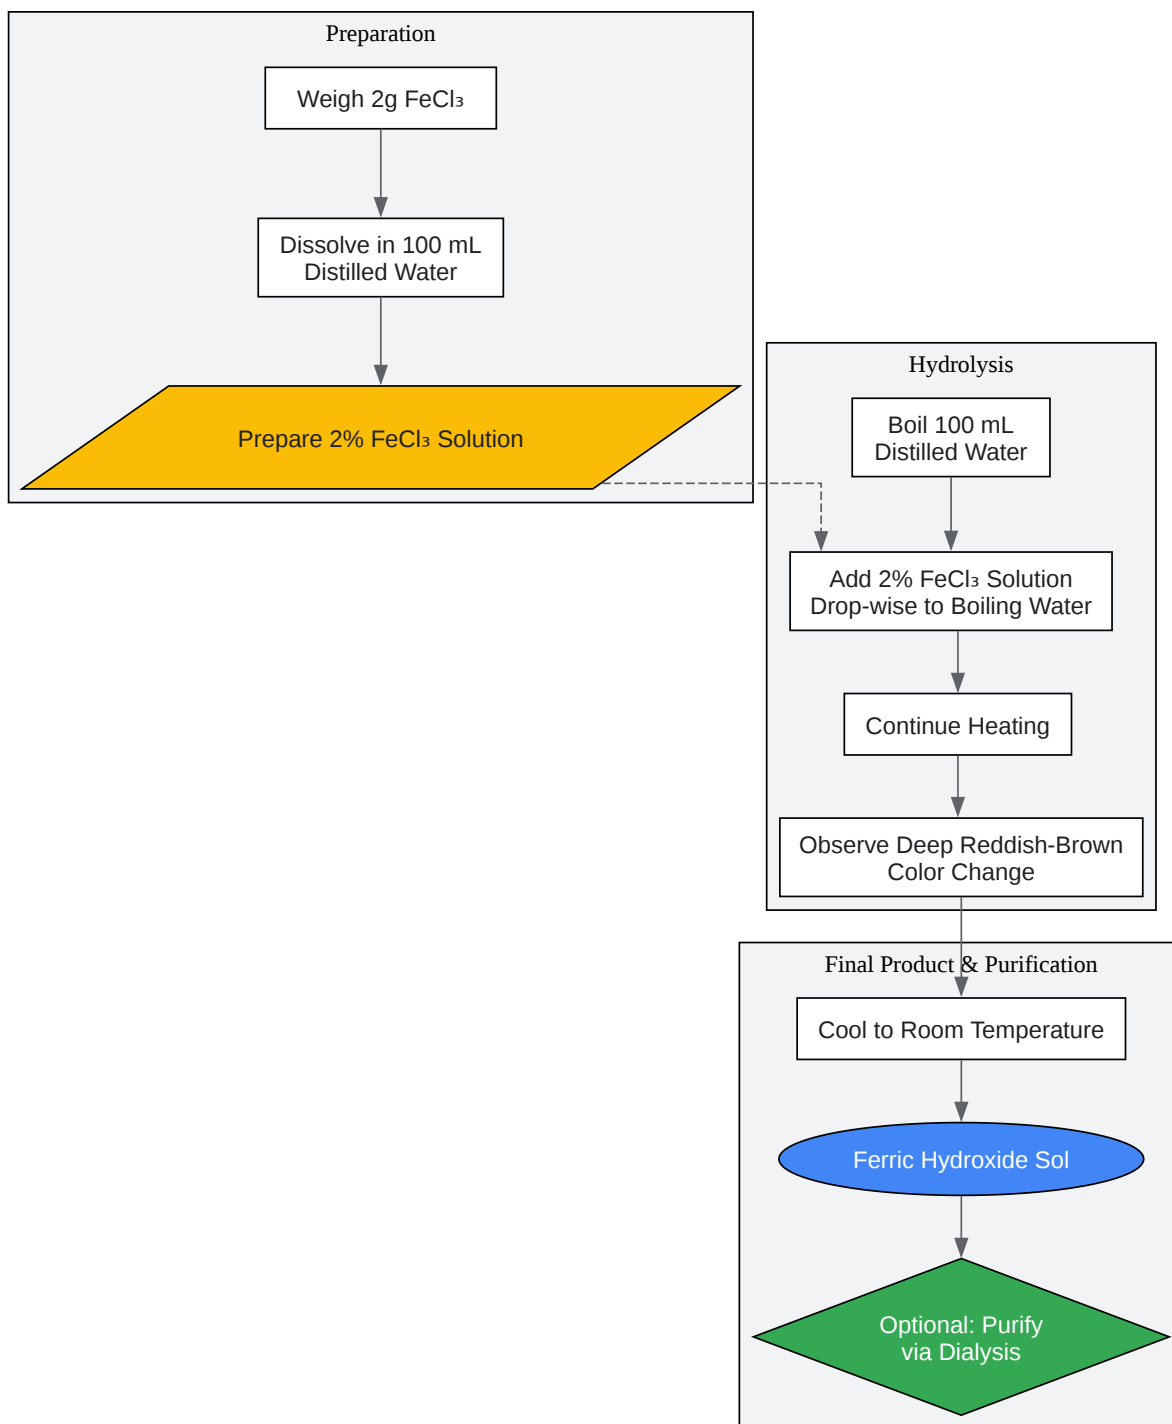 Preparation
Weigh 2g FeCl₃
Dissolve in 100 mL
Distilled Water
Prepare 2% FeCl₃ Solution
Hydrolysis
Boil 100 mL
Distilled Water
Add 2% FeCl₃ Solution
Drop-wise to Boiling Water
Continue Heating
Observe Deep Reddish-Brown
Color Change
Final Product & Purification
Cool to Room Temperature
Ferric Hydroxide Sol
Optional: Purify
via Dialysis